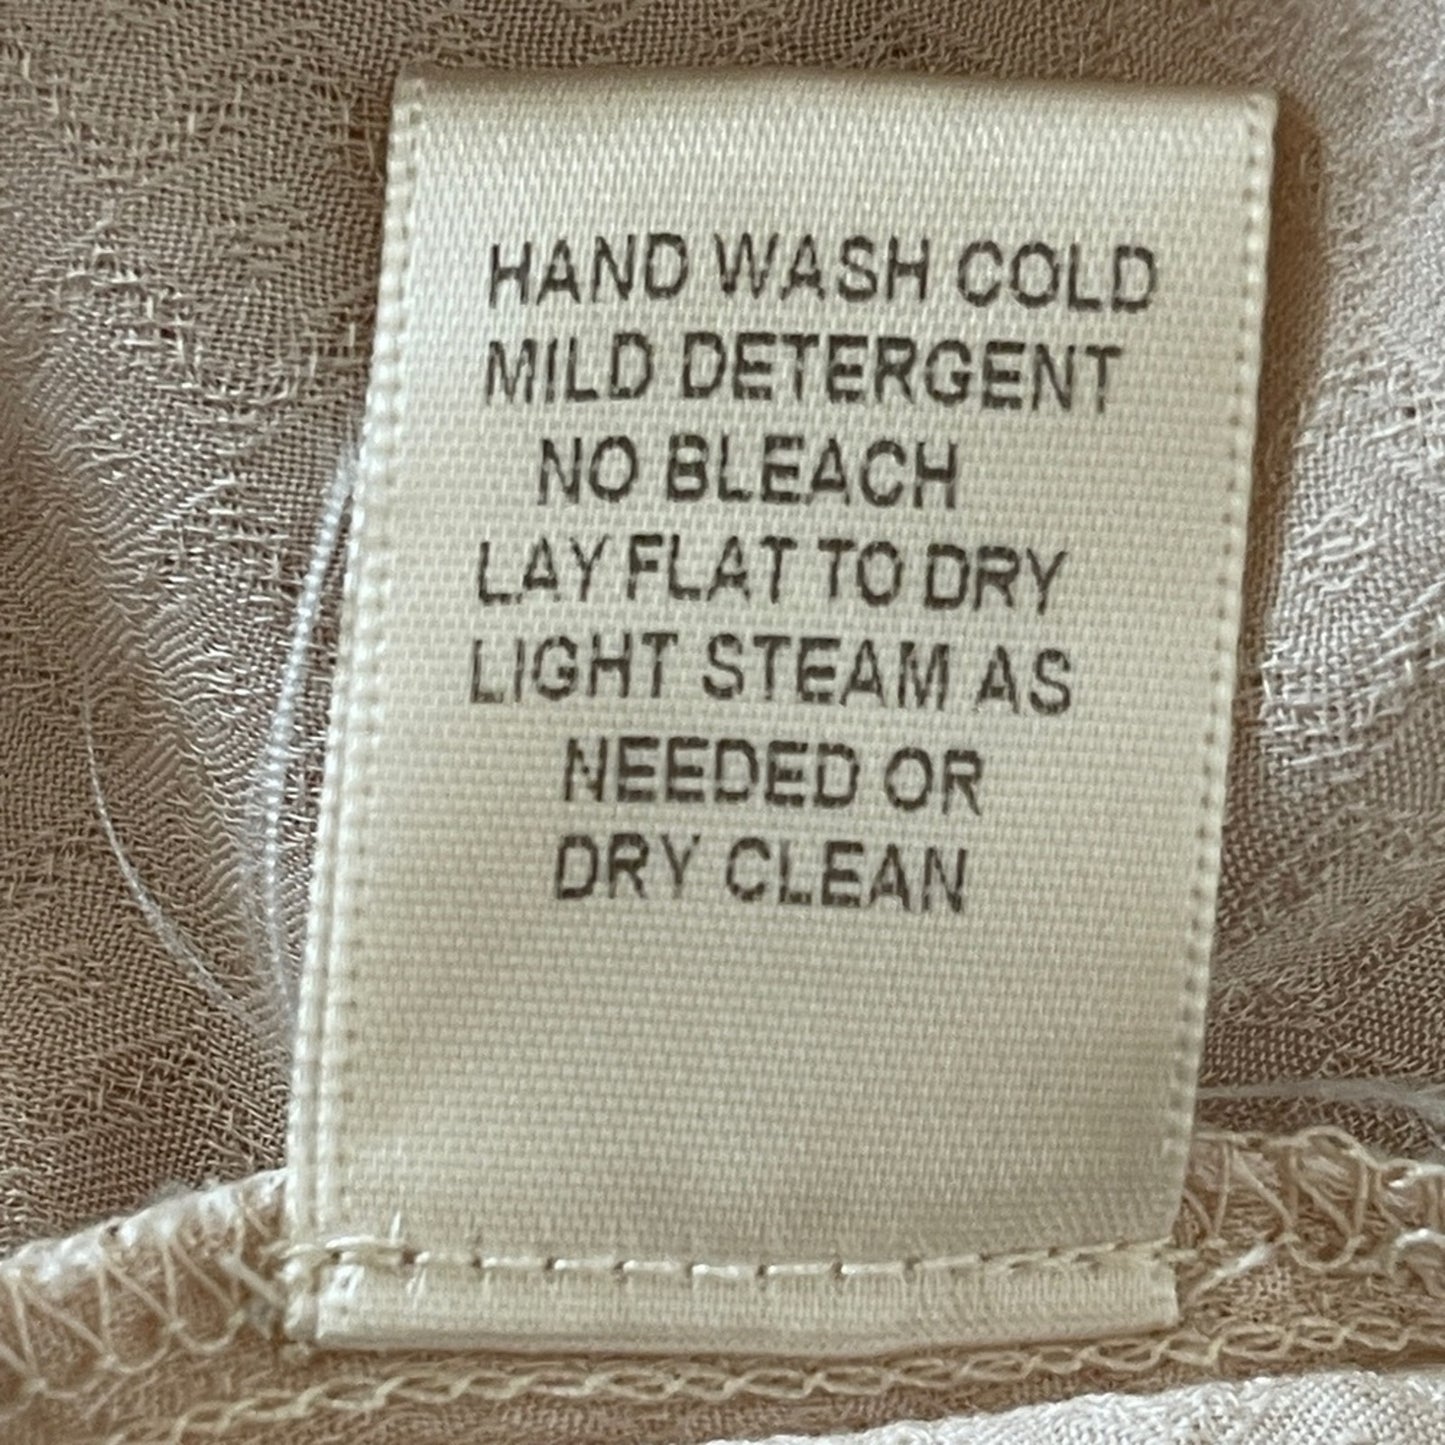 HAND WASH COLD
MILD DETERGENT
NO BLEACH
LAY FLAT TO DRY
LIGHT STEAM AS
NEEDED OR
DRY CLEAN